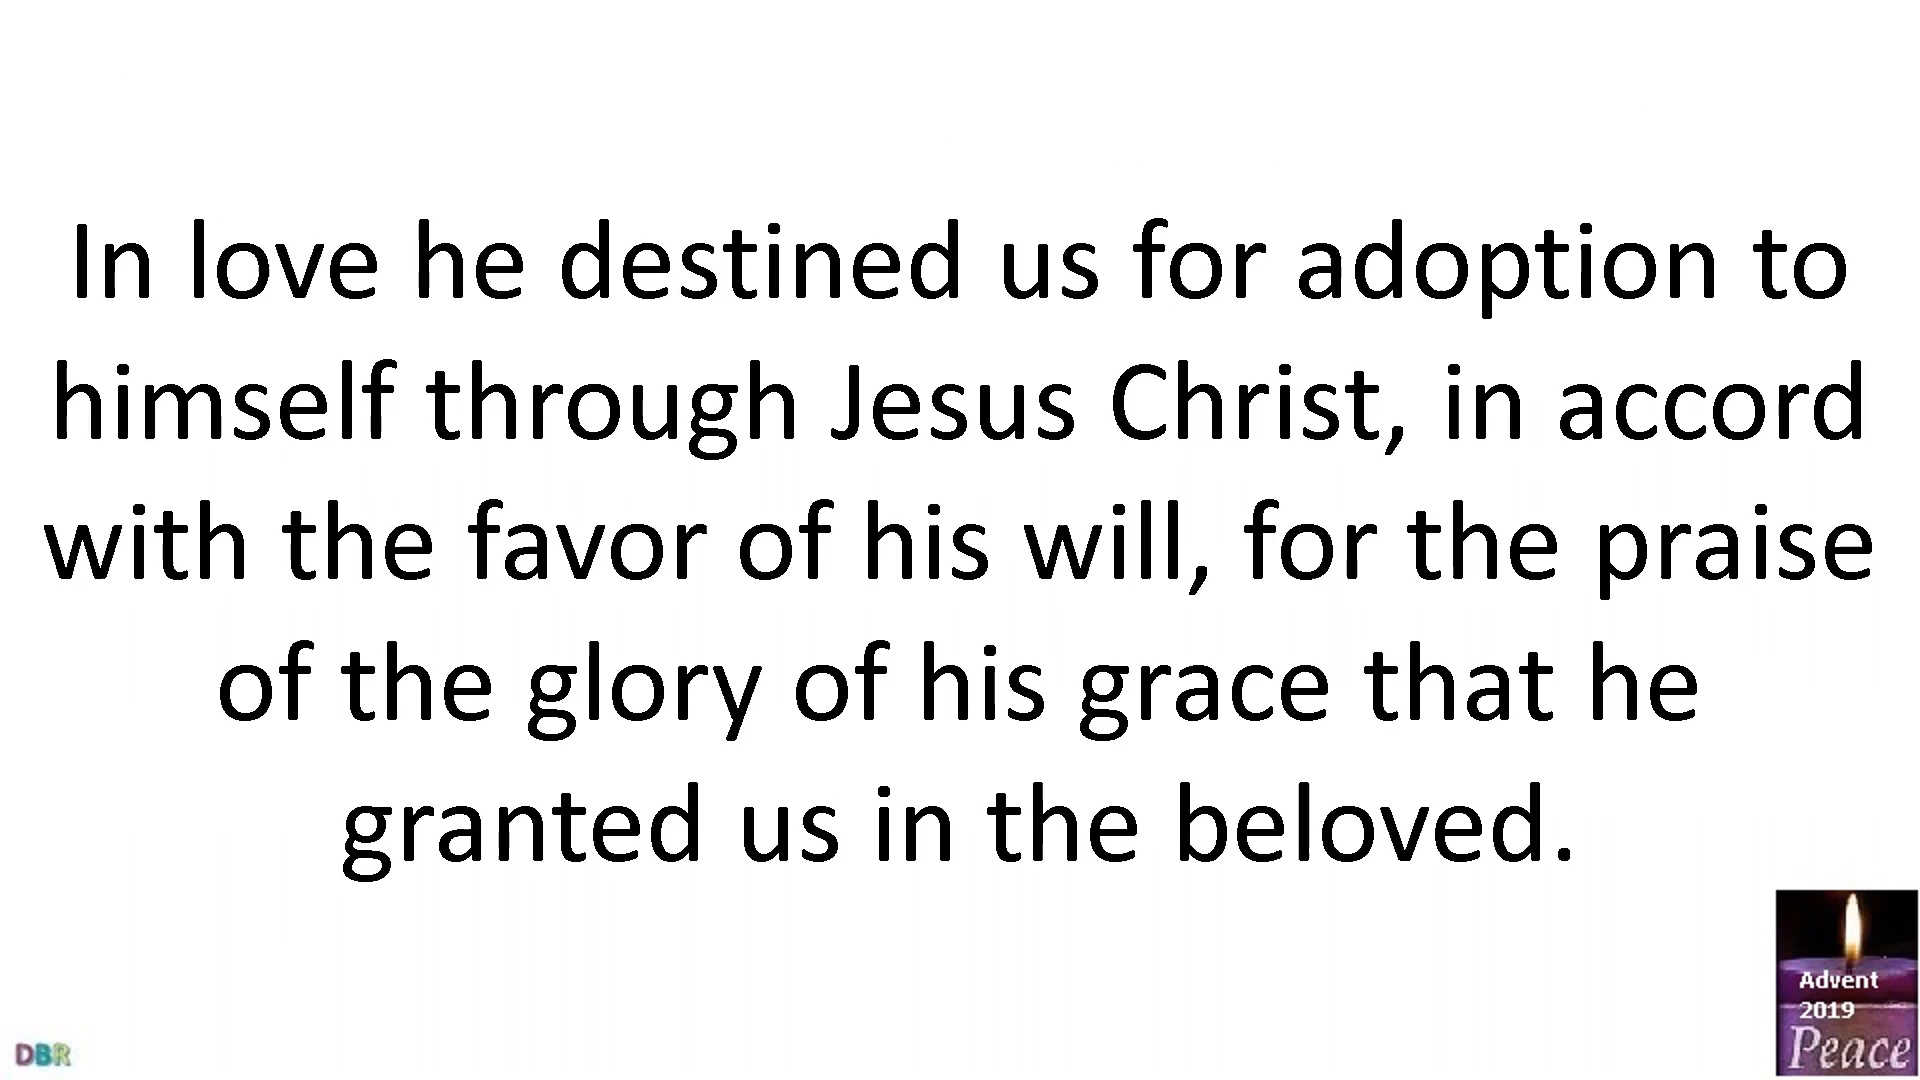 In love he destined us for adoption to
himself through Jesus Christ, in accord
with the favor of his will, for the praise
of the glory of his grace that he
granted us in the beloved.
Advent
2019
Peace
DBR